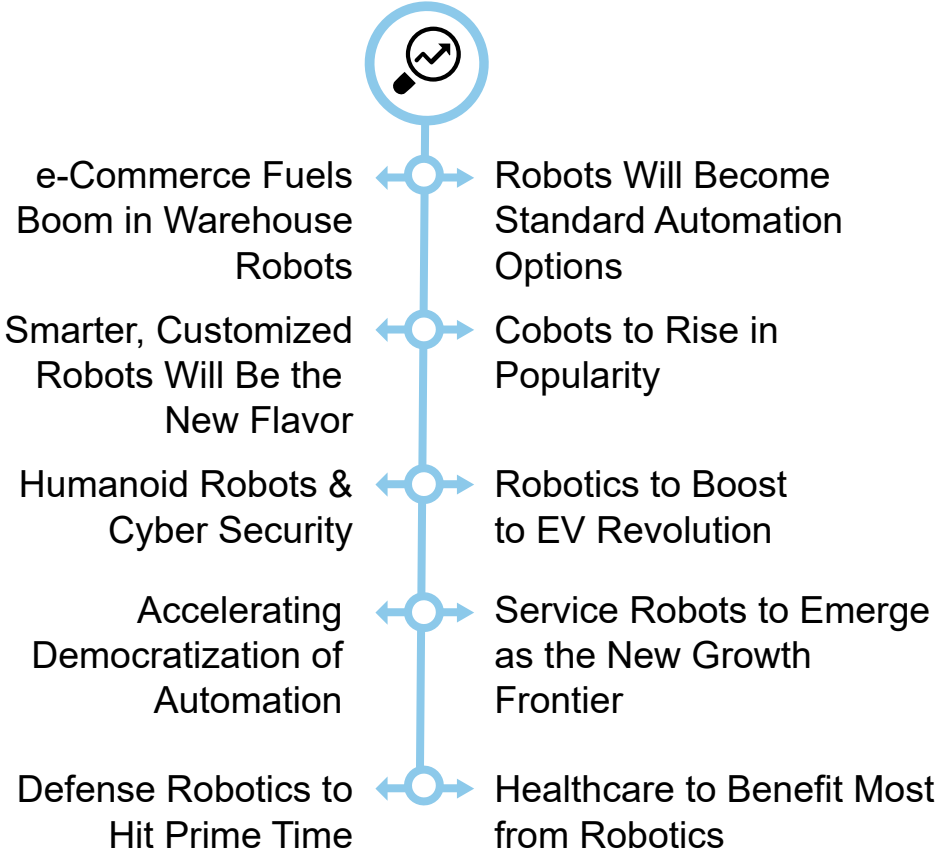 e-Commerce Fuels
Boom in Warehouse
Robots
Robots Will Become
Standard Automation
Options
Smarter, Customized
Robots Will Be the
New Flavor
Cobots to Rise in
Popularity
Humanoid Robots &
Cyber Security
Robotics to Boost
to EV Revolution
Accelerating
Democratization of
Automation
Service Robots to Emerge
as the New Growth
Frontier
Defense Robotics to
Hit Prime Time
Healthcare to Benefit Most
from Robotics